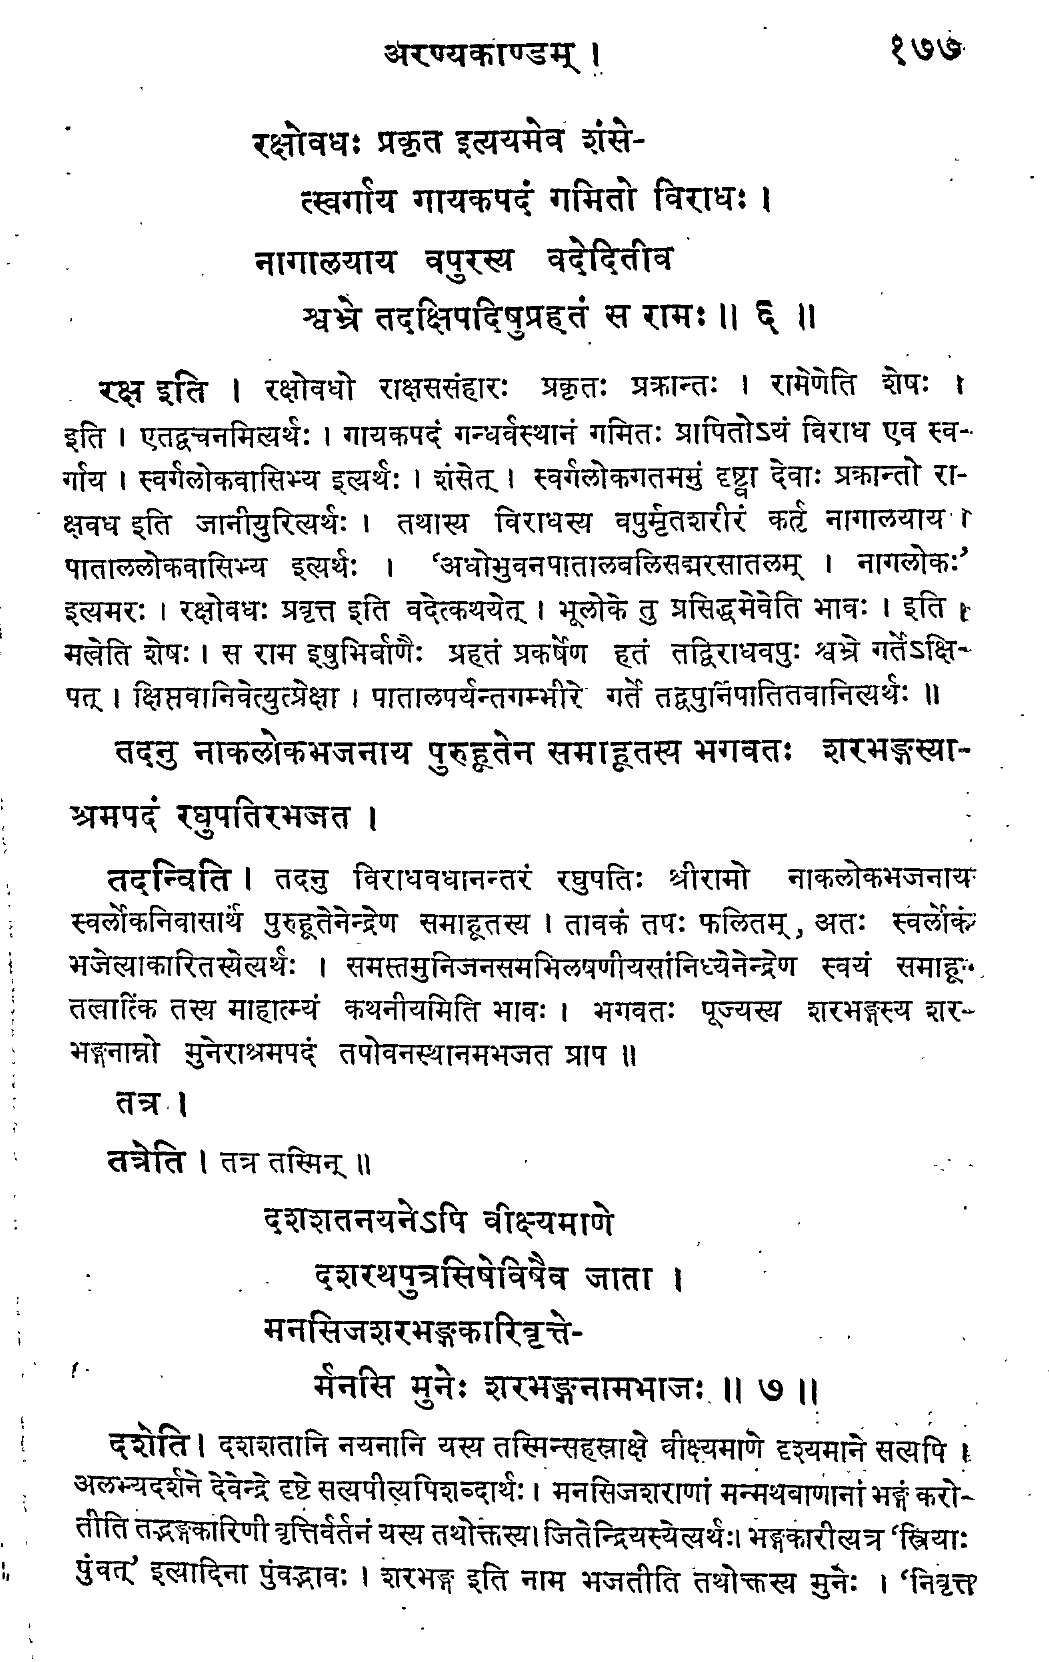 अरण्यकाण्डम् । १७७
रक्षोवधः प्रकृत इत्ययमेव शंसे-
त्स्वर्गाय गायकपदं गमितो विराधः ।
नागालयाय वपुरस्य वदेदितीव
श्वभ्रे तदक्षिपदिषुप्रहतं स रामः ॥ ६ ॥
रक्ष इति । रक्षोवधो राक्षससंहारः प्रकृतः प्रक्रान्तः । रामेणेति शेषः ।
इति । एतद्वचनमित्यर्थः । गायकपदं गन्धर्वस्थानं गमितः प्रापितोऽयं विराध एव स्व-
र्गाय । स्वर्गलोकवासिभ्य इत्यर्थः । शंसेत् । स्वर्गलोकगतममुं दृष्ट्वा देवाः प्रक्रान्तो रा-
क्षवध इति जानीयुरित्यर्थः । तथास्य विराधस्य वपुर्मृतशरीरं कर्तृ नागालयाय ।
पाताललोकवासिभ्य इत्यर्थः । ‘अधोभुवनपातालबलिसद्मरसातलम् । नागलोकः’
इत्यमरः । रक्षोवधः प्रवृत्त इति वदेत्कथयेत् । भूलोके तु प्रसिद्धमेवेति भावः । इति
मत्वेति शेषः । स राम इषुभिर्बाणैः प्रहतं प्रकर्षेण हतं तद्विराधवपुः श्वभ्रे गर्तेऽक्षि-
पत् । क्षिप्तवानिवेत्युत्प्रेक्षा । पातालपर्यन्तगम्भीरे गर्ते तद्वपुर्निपातितवानित्यर्थः ॥
तदनु नाकलोकभजनाय पुरुहूतेन समाहूतस्य भगवतः शरभङ्गस्या-
श्रमपदं रघुपतिरभजत ।
तदन्विति । तदनु विराधवधानन्तरं रघुपतिः श्रीरामो नाकलोकभजनाय
स्वर्लोकनिवासार्थं पुरुहूतेनेन्द्रेण समाहूतस्य । तावकं तपः फलितम्, अतः स्वर्लोकं
भजेत्याकारितस्येत्यर्थः । समस्तमुनिजनसमभिलषणीयसांनिध्येनेन्द्रेण स्वयं समाहू-
तत्वात्किं तस्य माहात्म्यं कथनीयमिति भावः । भगवतः पूज्यस्य शरभङ्गस्य शर-
भङ्गनाम्नो मुनेराश्रमपदं तपोवनस्थानमभजत प्राप ॥
तत्र ।
तत्रेति । तत्र तस्मिन् ॥
दशशतनयनेऽपि वीक्ष्यमाणे
दशरथपुत्रसिषेविषैव जाता ।
मनसिजशरभङ्गकारिवृत्ते-
र्मनसि मुनेः शरभङ्गनामभाजः ॥ ७ ॥
दशेति । दशशतानि नयनानि यस्य तस्मिन्सहस्राक्षे वीक्ष्यमाणे दृश्यमाने सत्यपि ।
अलभ्यदर्शने देवेन्द्रे दृष्टे सत्यपीत्यपिशब्दार्थः । मनसिजशराणां मन्मथबाणानां भङ्गं करो-
तीति तद्भङ्गकारिणी वृत्तिर्वर्तनं यस्य तथोक्तस्य । जितेन्द्रियस्येत्यर्थः । भङ्गकारीत्यत्र ‘स्त्रियाः
पुंवत्’ इत्यादिना पुंवद्भावः । शरभङ्ग इति नाम भजतीति तथोक्तस्य मुनेः । ‘निवृत्त